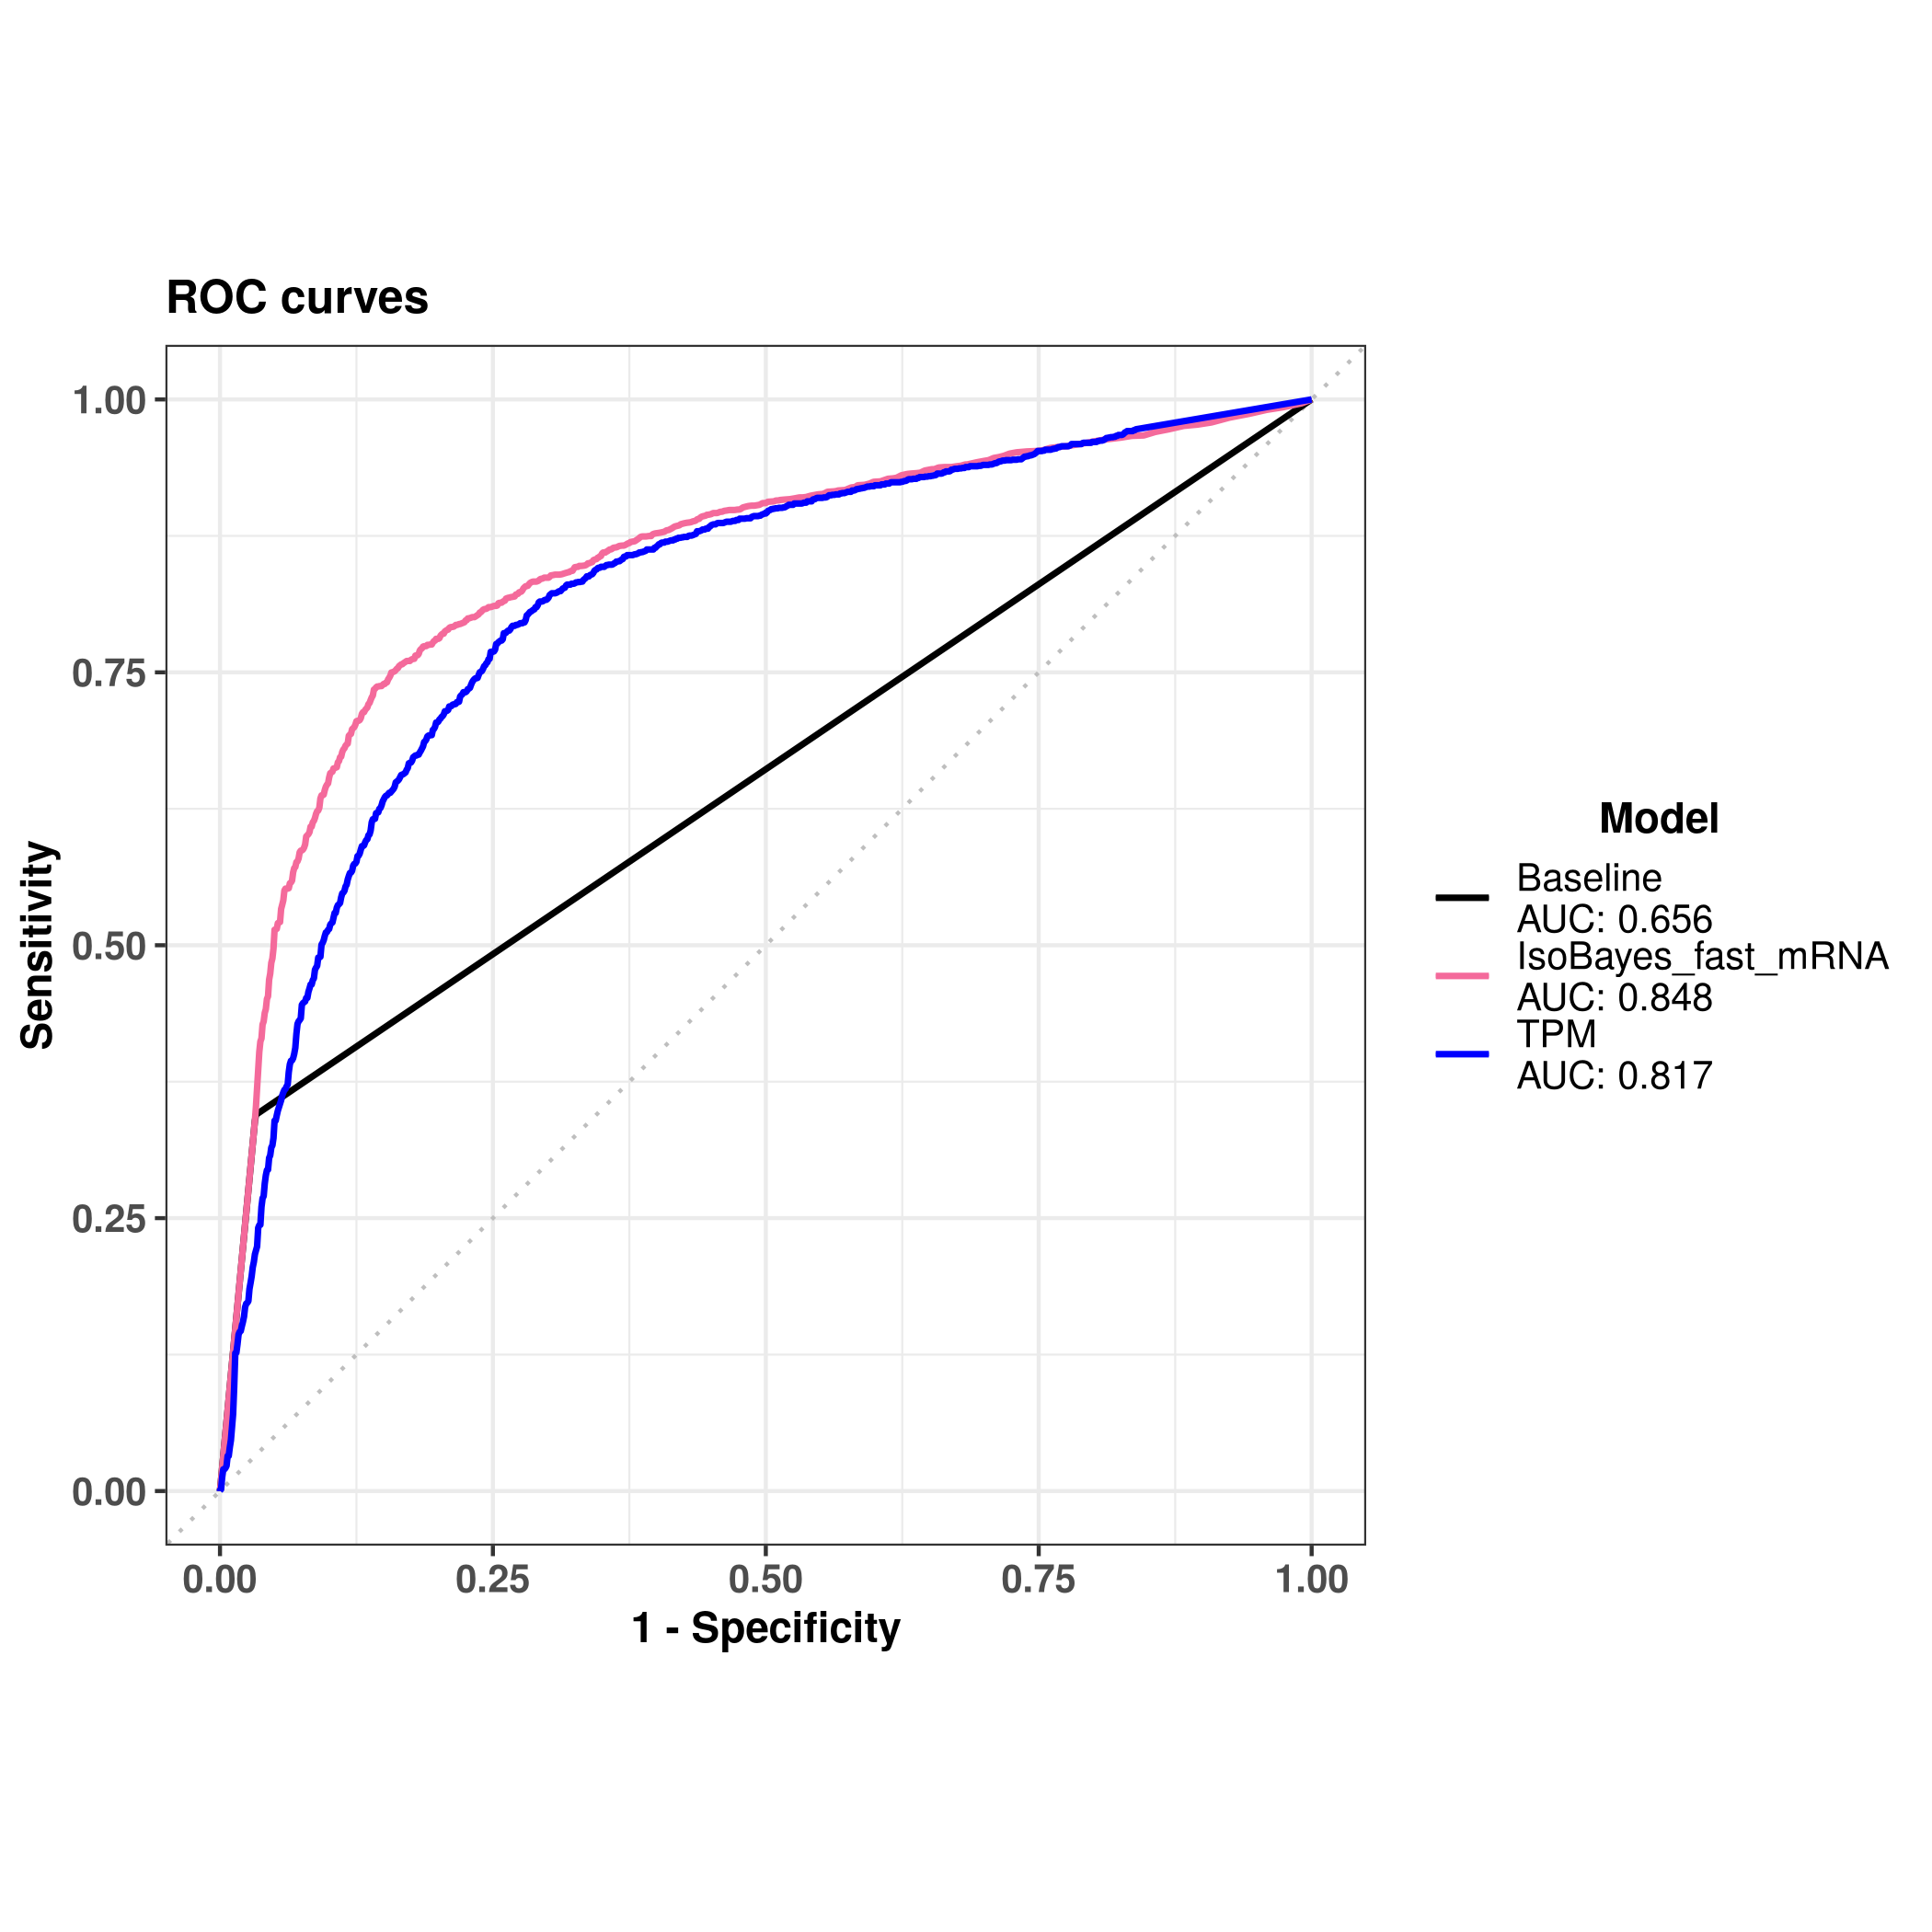 ROC curves
1.00
0.75
0.50
0.25
0.00
Sensitivity
0.00 0.25 0.50 0.75 1.00
1 - Specificity
Model
Baseline
AUC: 0.656
IsoBayes_fast_mRNA
AUC: 0.848
TPM
AUC: 0.817